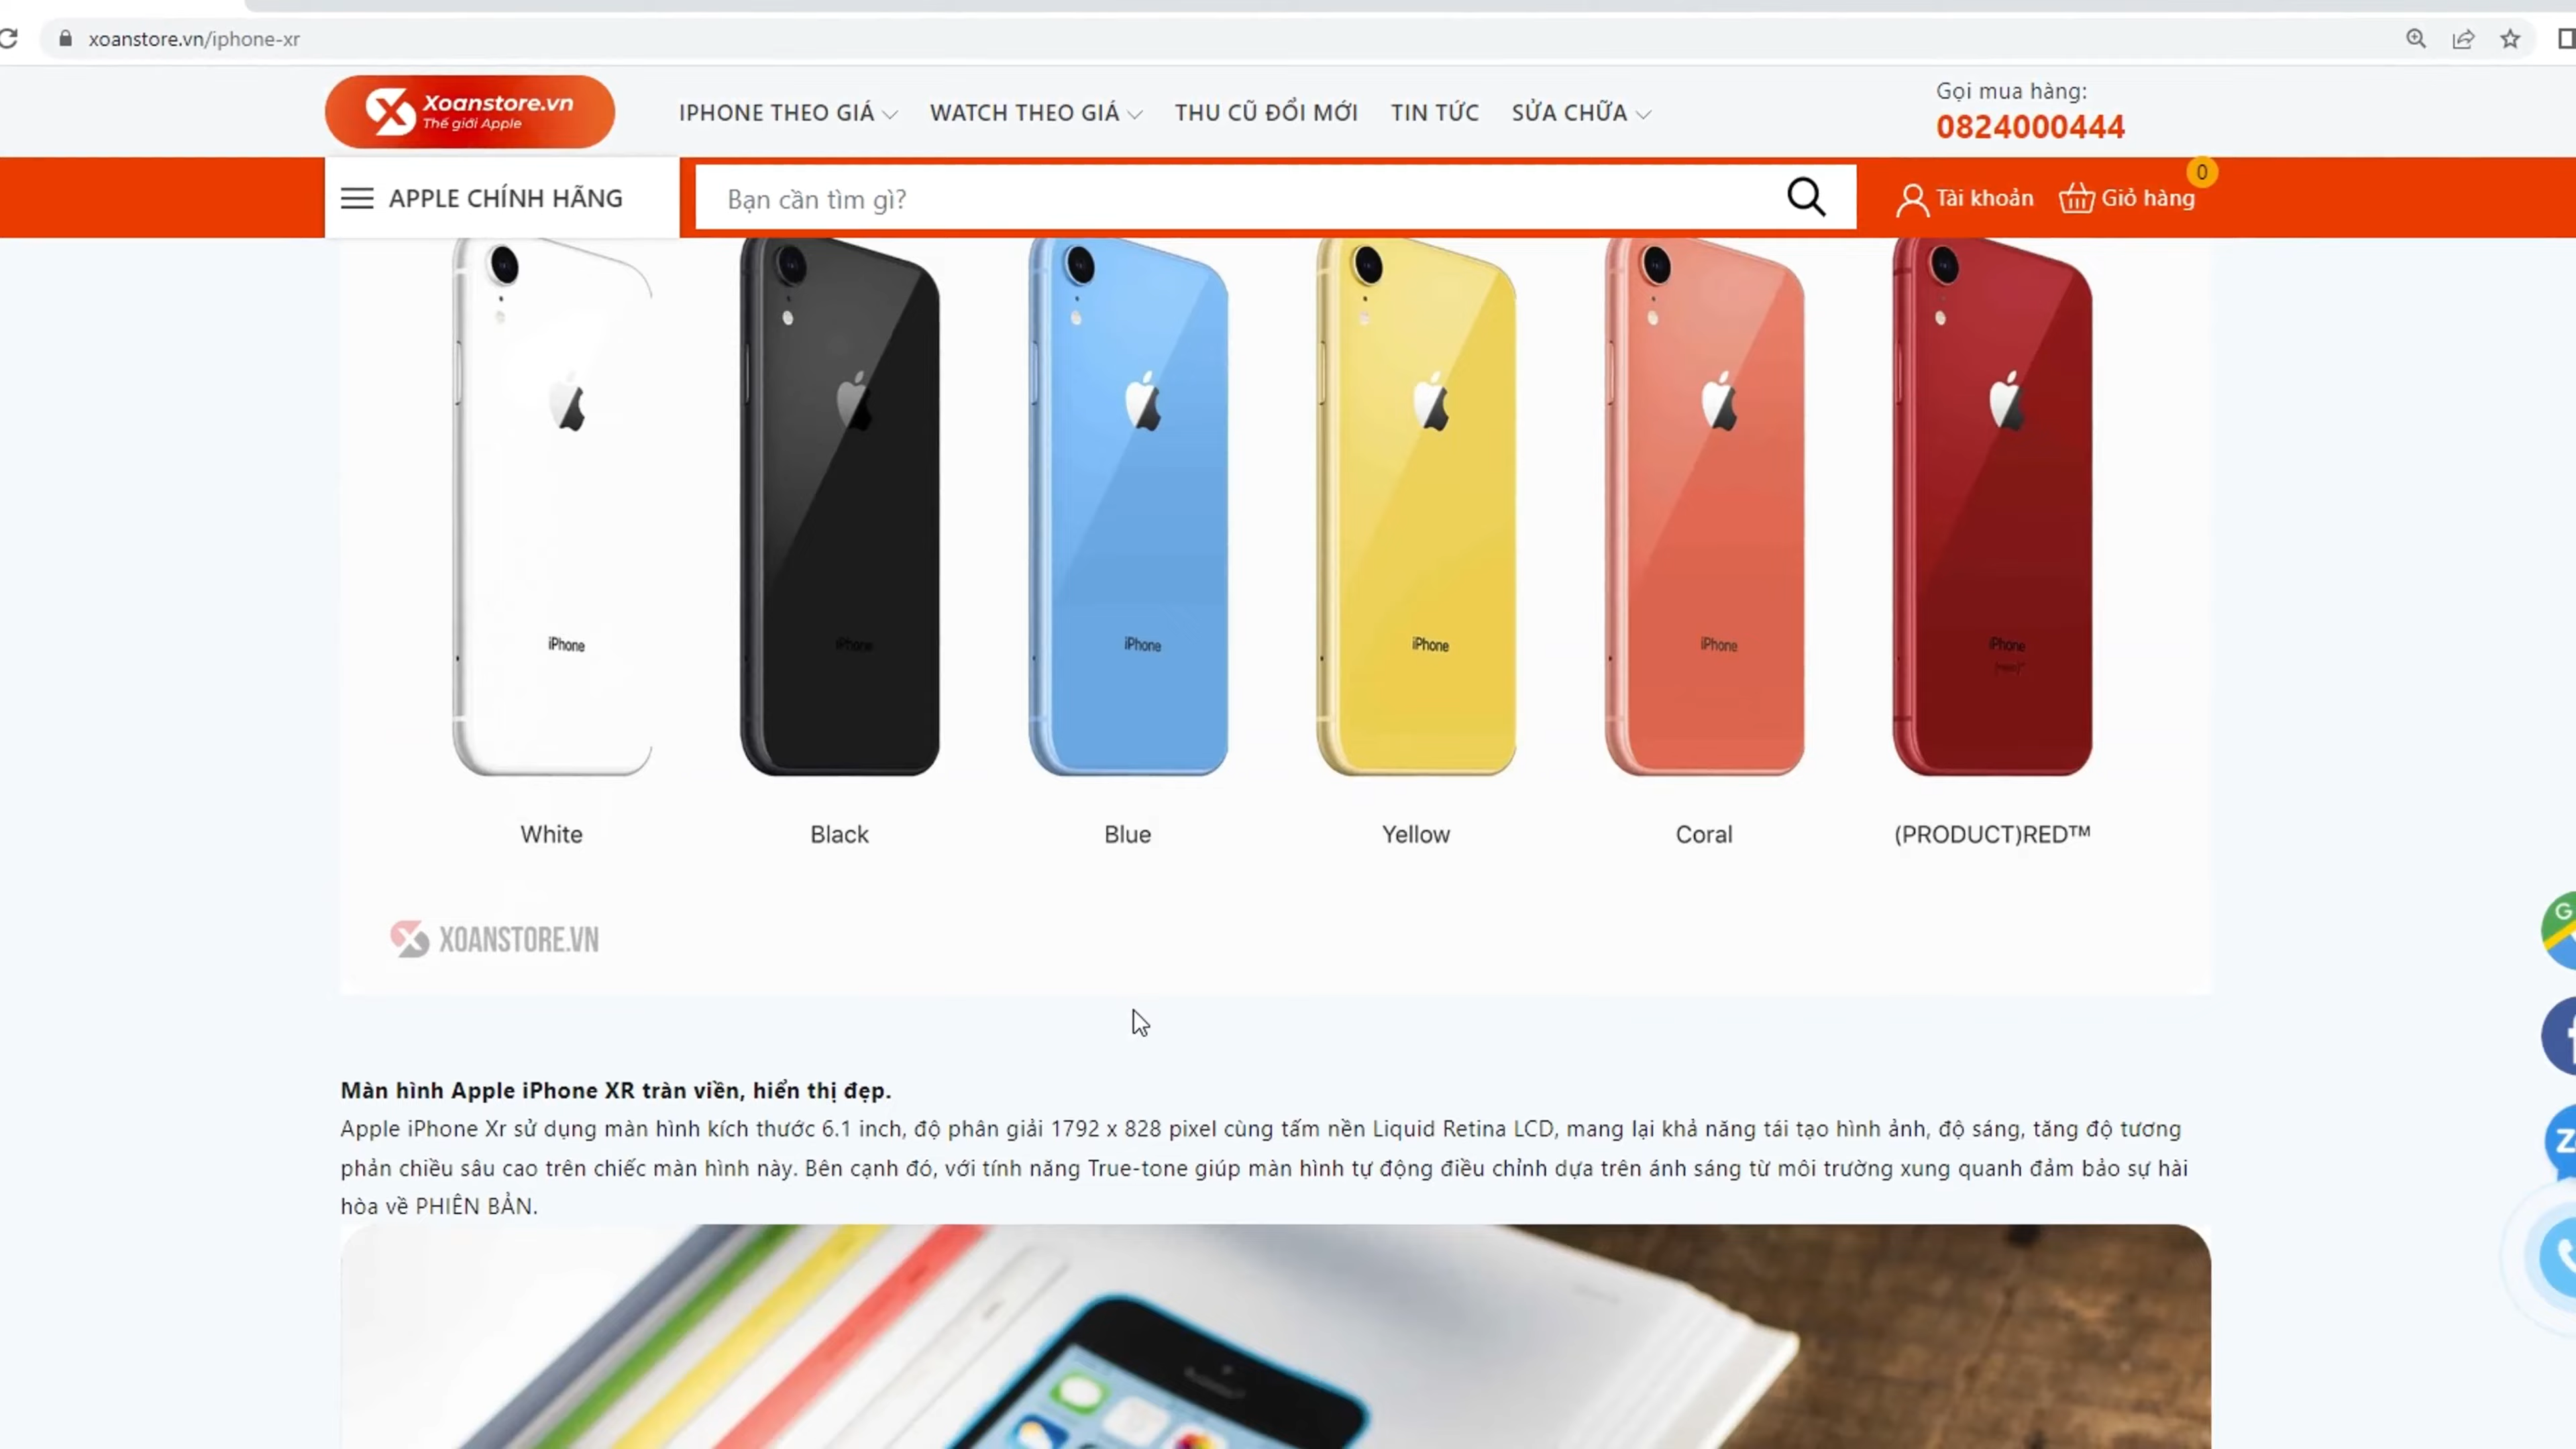 xoanstore.vn/iphone-xr
Xoanstore.vn
Thế giới Apple
IPHONE THEO GIÁ
WATCH THEO GIÁ
THU CŨ ĐỔI MỚI
TIN TỨC
SỬA CHỮA
Gọi mua hàng:
0824000444
APPLE CHÍNH HÃNG
Bạn cần tìm gì?
Tài khoản
Giỏ hàng
0
iPhone
iPhone
iPhone
iPhone
iPhone
iPhone
White
Black
Blue
Yellow
Coral
(PRODUCT)RED™
XOANSTORE.VN
Màn hình Apple iPhone XR tràn viền, hiển thị đẹp.
Apple iPhone Xr sử dụng màn hình kích thước 6.1 inch, độ phân giải 1792 x 828 pixel cùng tấm nền Liquid Retina LCD, mang lại khả năng tái tạo hình ảnh, độ sáng, tăng độ tương
phản chiều sâu cao trên chiếc màn hình này. Bên cạnh đó, với tính năng True-tone giúp màn hình tự động điều chỉnh dựa trên ánh sáng từ môi trường xung quanh đảm bảo sự hài
hòa về PHIÊN BẢN.